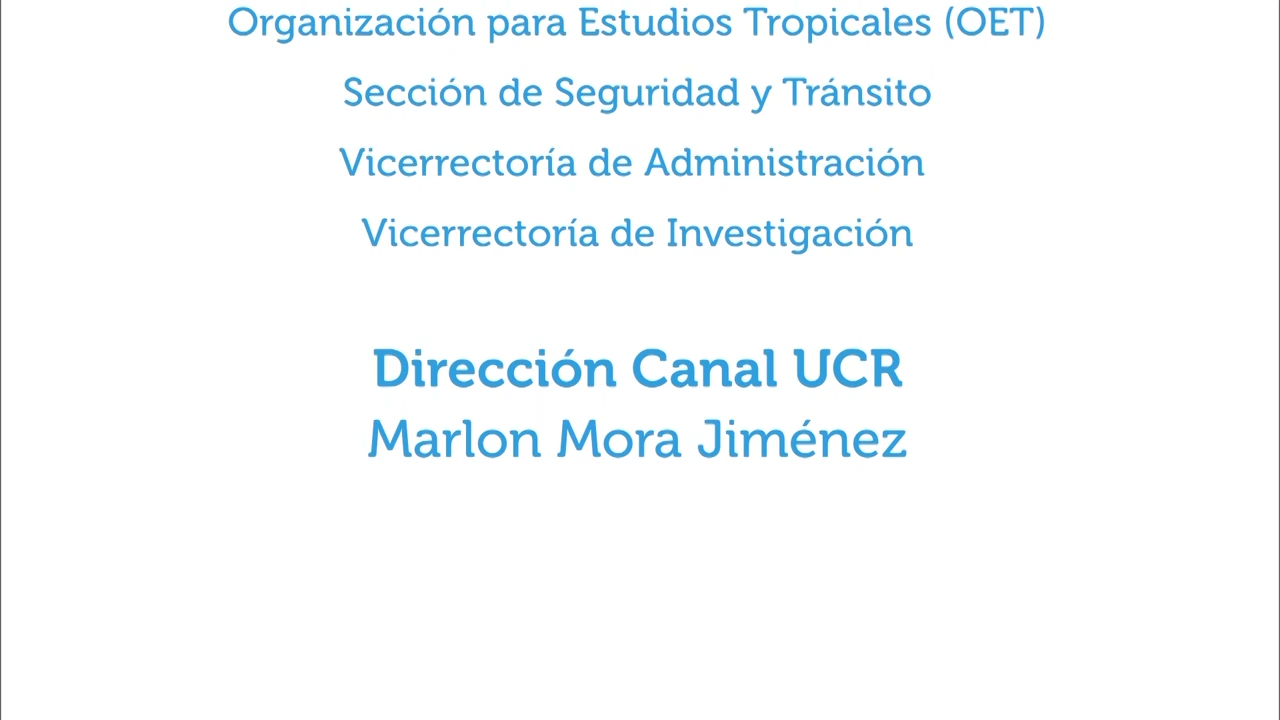 Organización para Estudios Tropicales (OET)
Sección de Seguridad y Tránsito
Vicerrectoría de Administración
Vicerrectoría de Investigación
Dirección Canal UCR
Marlon Mora Jiménez